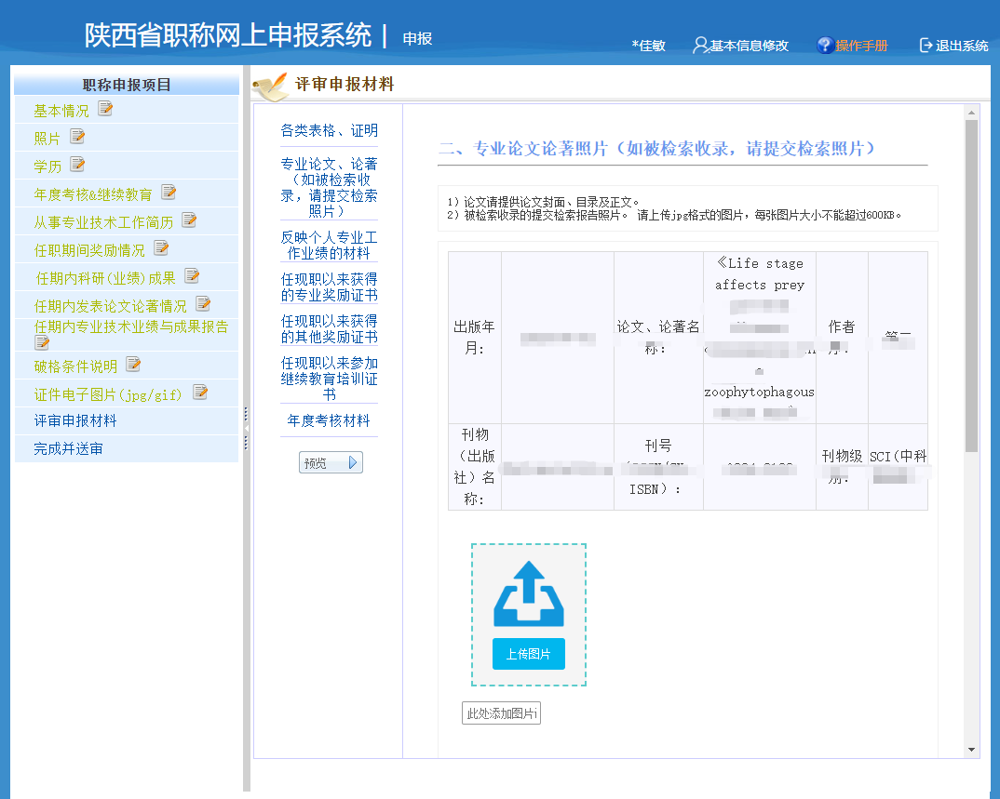 陕西省职称网上申报系统 | 申报
*佳敏 基本信息修改 操作手册 退出系统
职称申报项目
基本情况
照片
学历
年度考核&继续教育
从事专业技术工作简历
任职期间奖励情况
任期内科研(业绩)成果
任期内发表论文论著情况
任期内专业技术业绩与成果报告
破格条件说明
证件电子图片(jpg/gif)
评审申报材料
完成并送审
评审申报材料
各类表格、证明
专业论文、论著
（如被检索收
录，请提交检索
照片）
反映个人专业工
作业绩的材料
任现职以来获得
的专业奖励证书
任现职以来获得
的其他奖励证书
任现职以来参加
继续教育培训证
书
年度考核材料
预览
二、专业论文论著照片（如被检索收录，请提交检索照片）
1）论文请提供论文封面、目录及正文。
2）被检索收录的提交检索报告照片。 请上传jpg格式的图片，每张图片大小不能超过600KB。
出版年
月：
论文、论著名
称：
《Life stage
affects prey
zoophytophagous
作者
刊物
（出版
社）名
称：
刊号
ISBN）：
刊物级
别：
SCI(中科
上传图片
此处添加图片i